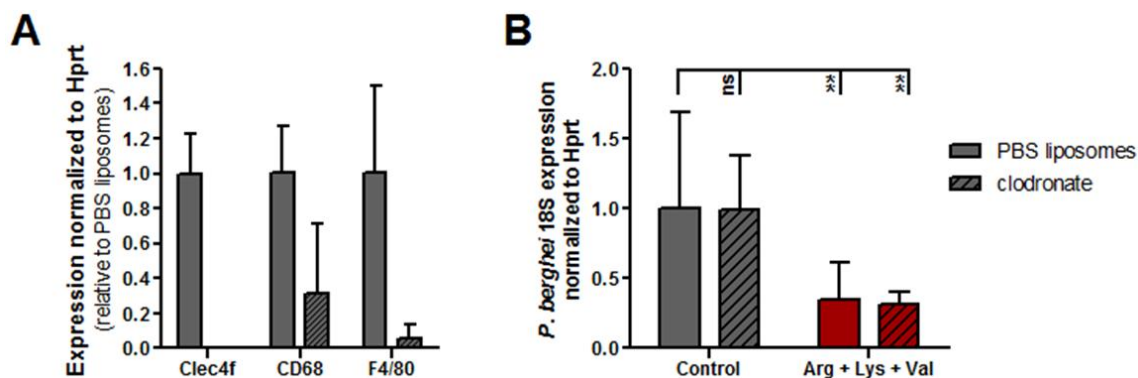 A
Expression normalized to Hprt
(relative to PBS liposomes)
1.6
1.4
1.2
1.0
0.8
0.6
0.4
0.2
0.0
Clec4f CD68 F4/80
B
P. berghei 18S expression
normalized to Hprt
2.0
1.5
1.0
0.5
0.0
ns ** **
Control Arg + Lys + Val
PBS liposomes
clodronate